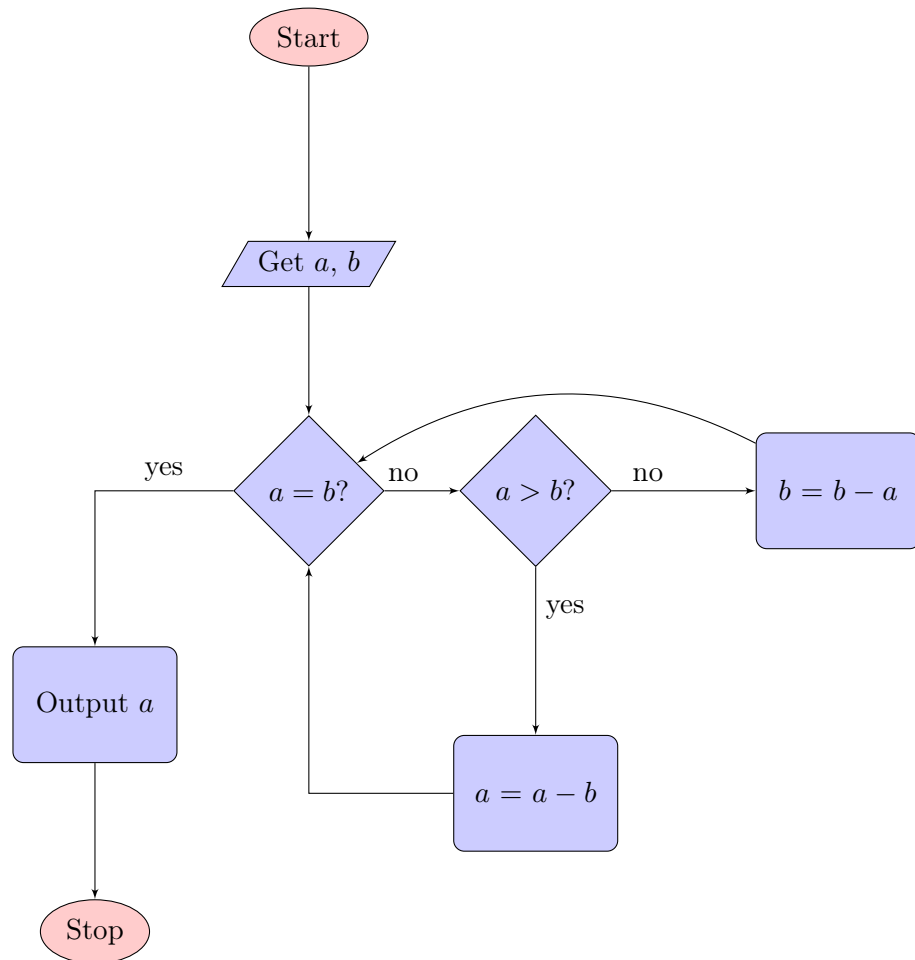 Start
Get a, b
a = b?
no
a > b?
no
b = b − a
yes
yes
Output a
a = a − b
Stop